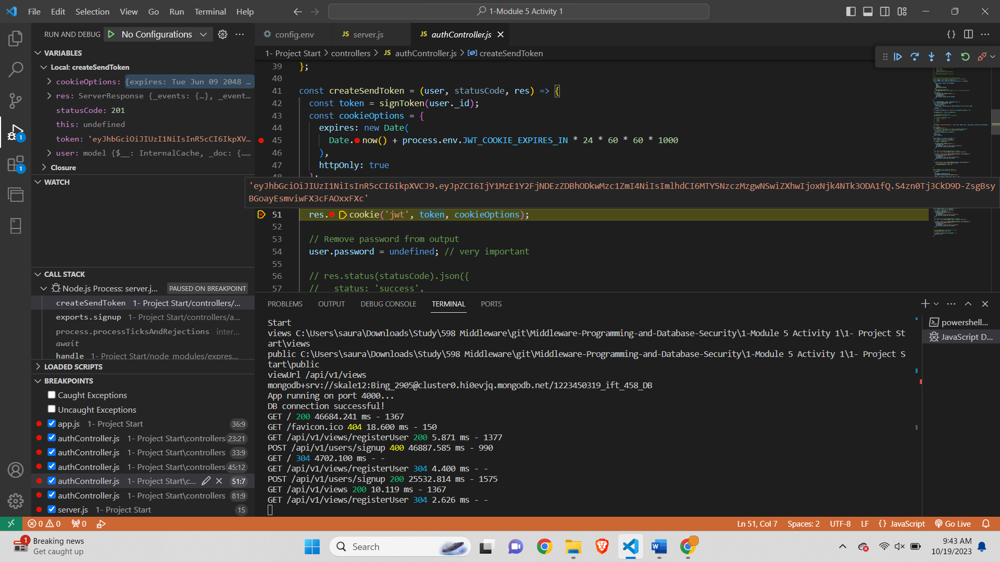 File Edit Selection View Go Run Terminal Help
1-Module 5 Activity 1
RUN AND DEBUG
No Configurations
VARIABLES
Local: createSendToken
cookieOptions: {expires: Tue Jun 09 2048 …
res: ServerResponse {_events: {…}, _event…
statusCode: 201
this: undefined
token: 'eyJhbGciOiJIUzI1NiIsInR5cCI6IkpXV…
user: model {$__: InternalCache, _doc: {……
Closure
WATCH
CALL STACK
Node.js Process: server.j...
PAUSED ON BREAKPOINT
createSendToken 1- Project Start/controllers/...
exports.signup 1- Project Start/controllers/a...
process.processTicksAndRejections inter...
await
handle 1- Project Start/node_modules/expres...
LOADED SCRIPTS
BREAKPOINTS
Caught Exceptions
Uncaught Exceptions
app.js 1- Project Start 36:9
authController.js 1- Project Start\controllers 23:21
authController.js 1- Project Start\controllers 33:9
authController.js 1- Project Start\controllers 45:12
authController.js 1- Project Start\c... 51:7
authController.js 1- Project Start\controllers 81:9
server.js 1- Project Start 15
config.env
JS server.js
JS authController.js
1- Project Start > controllers > JS authController.js > createSendToken
39 };
40
41 const createSendToken = (user, statusCode, res) => {
42 const token = signToken(user._id);
43 const cookieOptions = {
44 expires: new Date(
45 Date.now() + process.env.JWT_COOKIE_EXPIRES_IN * 24 * 60 * 60 * 1000
46 ),
47 httpOnly: true
48 };
'eyJhbGciOiJIUzI1NiIsInR5cCI6IkpXVCJ9.eyJpZCI6IjY1MzE1Y2FjNDEzZDBhODkwMzc1ZmI4NiIsImlhdCI6MTY5NzczMzgwNSwiZXhwIjoxNjk4NTk3ODA1fQ.S4zn0Tj3CkD9D-ZsgBsy
BGoayEsmviwFX3cFAOxxFXc'
51 res.cookie('jwt', token, cookieOptions);
52
53 // Remove password from output
54 user.password = undefined; // very important
55
56 // res.status(statusCode).json({
57 // status: 'success',
PROBLEMS OUTPUT DEBUG CONSOLE TERMINAL PORTS
Start
views C:\Users\saura\Downloads\Study\598 Middleware\git\Middleware-Programming-and-Database-Security\1-Module 5 Activity 1\1- Project St
art\views
public C:\Users\saura\Downloads\Study\598 Middleware\git\Middleware-Programming-and-Database-Security\1-Module 5 Activity 1\1- Project S
tart\public
viewUrl /api/v1/views
mongodb+srv://skale12:Bing_2905@cluster0.hi0evjq.mongodb.net/1223450319_ift_458_DB
App running on port 4000...
DB connection successful!
GET / 200 46684.241 ms - 1367
GET /favicon.ico 404 18.600 ms - 150
GET /api/v1/views/registerUser 200 5.871 ms - 1377
POST /api/v1/users/signup 400 46887.585 ms - 990
GET / 304 4702.100 ms - -
GET /api/v1/views/registerUser 304 4.400 ms - -
POST /api/v1/users/signup 200 25532.814 ms - 1575
GET /api/v1/views 200 10.119 ms - 1367
GET /api/v1/views/registerUser 304 2.626 ms - -
powershell...
JavaScript D...
0 0 0
Ln 51, Col 7 Spaces: 2 UTF-8 LF {} JavaScript Go Live
1
Breaking news
Get caught up
Search
9:43 AM
10/19/2023